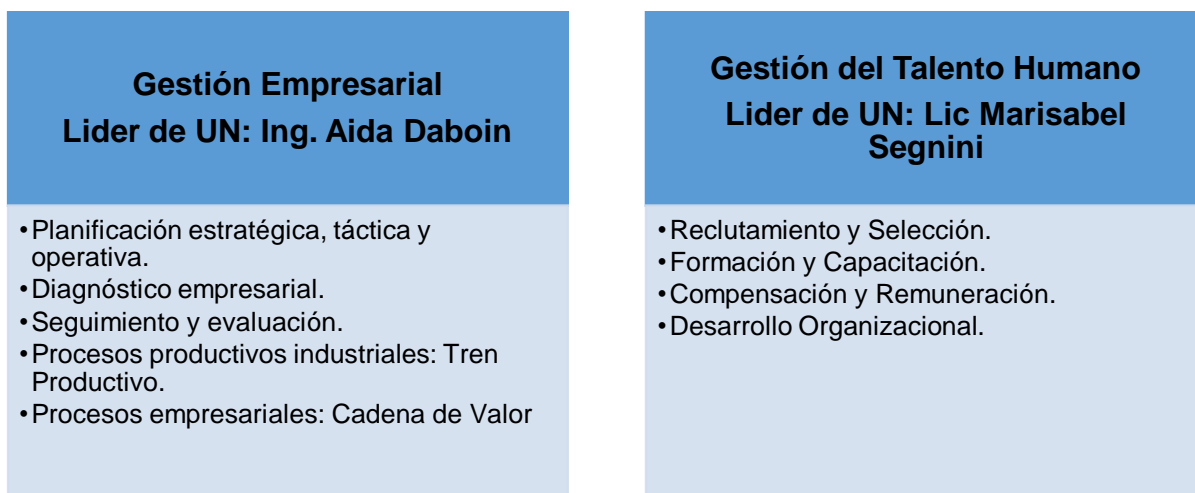 Gestión Empresarial
Lider de UN: Ing. Aida Daboin
•Planificación estratégica, táctica y
operativa.
•Diagnóstico empresarial.
•Seguimiento y evaluación.
•Procesos productivos industriales: Tren
Productivo.
•Procesos empresariales: Cadena de Valor
Gestión del Talento Humano
Lider de UN: Lic Marisabel
Segnini
•Reclutamiento y Selección.
•Formación y Capacitación.
•Compensación y Remuneración.
•Desarrollo Organizacional.